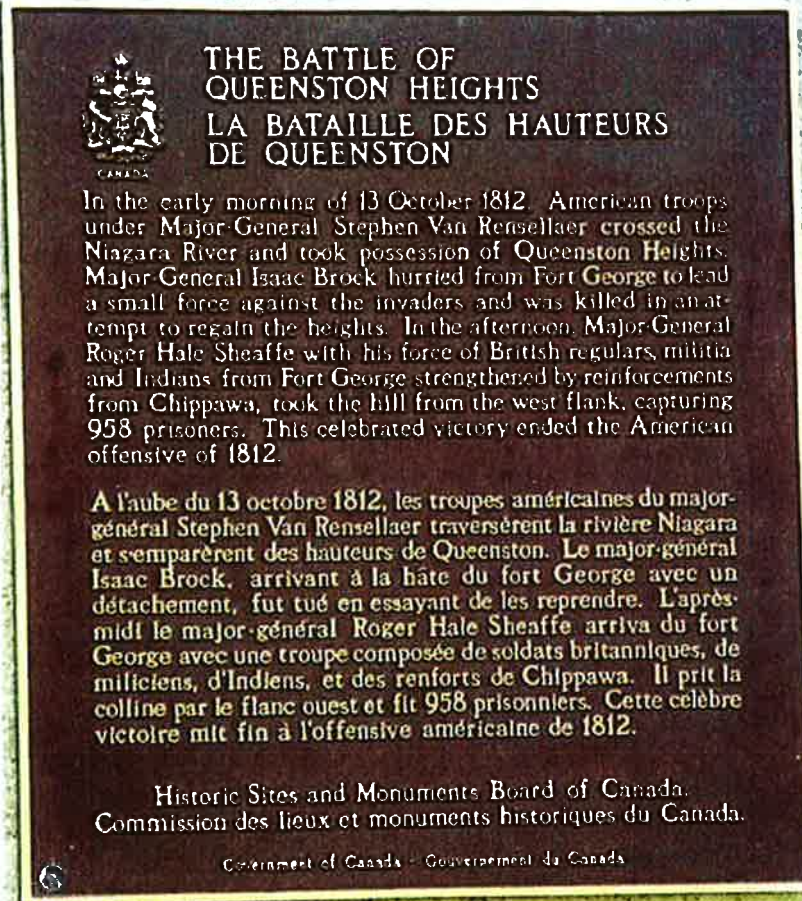 THE BATTLE OF
QUEENSTON HEIGHTS
LA BATAILLE DES HAUTEURS
DE QUEENSTON
CANADA
In the early morning of 13 October 1812, American troops
under Major-General Stephen Van Rensellaer crossed the
Niagara River and took possession of Queenston Heights.
Major-General Isaac Brock hurried from Fort George to lead
a small force against the invaders and was killed in an at-
tempt to regain the heights. In the afternoon, Major-General
Roger Hale Sheaffe with his force of British regulars, militia
and Indians from Fort George strengthened by reinforcements
from Chippawa, took the hill from the west flank, capturing
958 prisoners. This celebrated victory ended the American
offensive of 1812.
A l'aube du 13 octobre 1812, les troupes américaines du major-
général Stephen Van Rensellaer traversèrent la rivière Niagara
et s'emparèrent des hauteurs de Queenston. Le major-général
Isaac Brock, arrivant à la hâte du fort George avec un
détachement, fut tué en essayant de les reprendre. L'après-
midi le major-général Roger Hale Sheaffe arriva du fort
George avec une troupe composée de soldats britanniques, de
miliciens, d'Indiens, et des renforts de Chippawa. Il prit la
colline par le flanc ouest et fit 958 prisonniers. Cette célèbre
victoire mit fin à l'offensive américaine de 1812.
Historic Sites and Monuments Board of Canada.
Commission des lieux et monuments historiques du Canada.
Government of Canada - Gouvernement du Canada